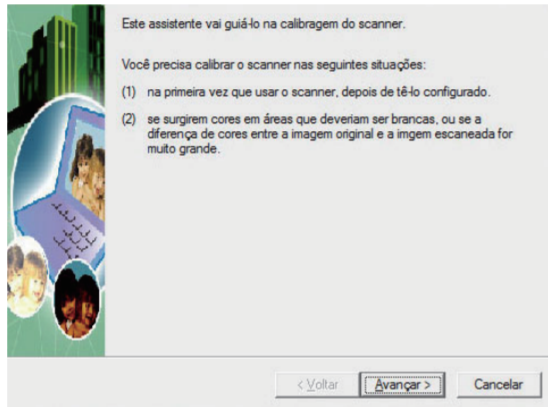 Este assistente vai guiá-lo na calibragem do scanner.
Você precisa calibrar o scanner nas seguintes situações:
(1) na primeira vez que usar o scanner, depois de tê-lo configurado.
(2) se surgirem cores em áreas que deveriam ser brancas, ou se a
diferença de cores entre a imagem original e a imgem escaneada for
muito grande.
< Voltar Avançar > Cancelar